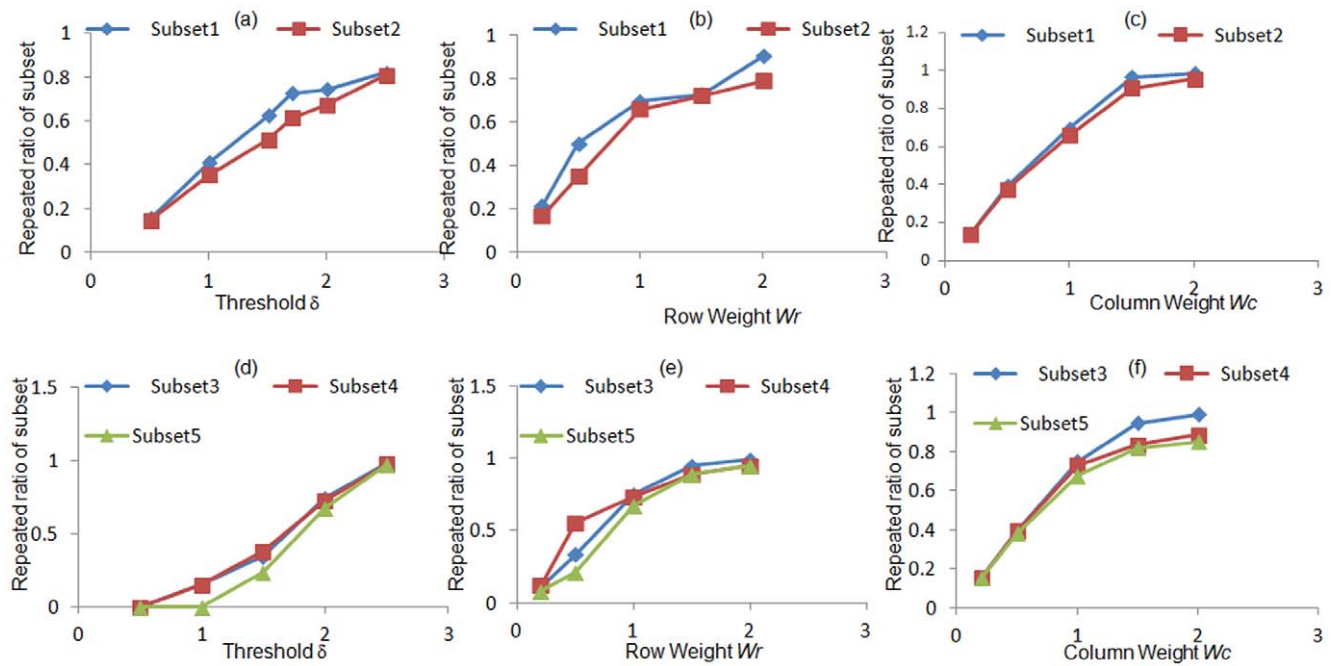 (a)
Subset1 Subset2
Repeated ratio of subset
1
0.8
0.6
0.4
0.2
0
0 1 2 3
Threshold δ
(b)
Subset1 Subset2
Repeated ratio of subset
1
0.8
0.6
0.4
0.2
0
0 1 2 3
Row Weight Wr
(c)
Subset1 Subset2
Repeated ratio of subset
1.2
1
0.8
0.6
0.4
0.2
0
0 1 2 3
Column Weight Wc
(d)
Subset3 Subset4
Subset5
Repeated ratio of subset
1.5
1
0.5
0
0 1 2 3
Threshold δ
(e)
Subset3 Subset4
Subset5
Repeated ratio of subset
1.5
1
0.5
0
0 1 2 3
Row Weight Wr
(f)
Subset3 Subset4
Subset5
Repeated ratio of subset
1.2
1
0.8
0.6
0.4
0.2
0
0 1 2 3
Column Weight Wc